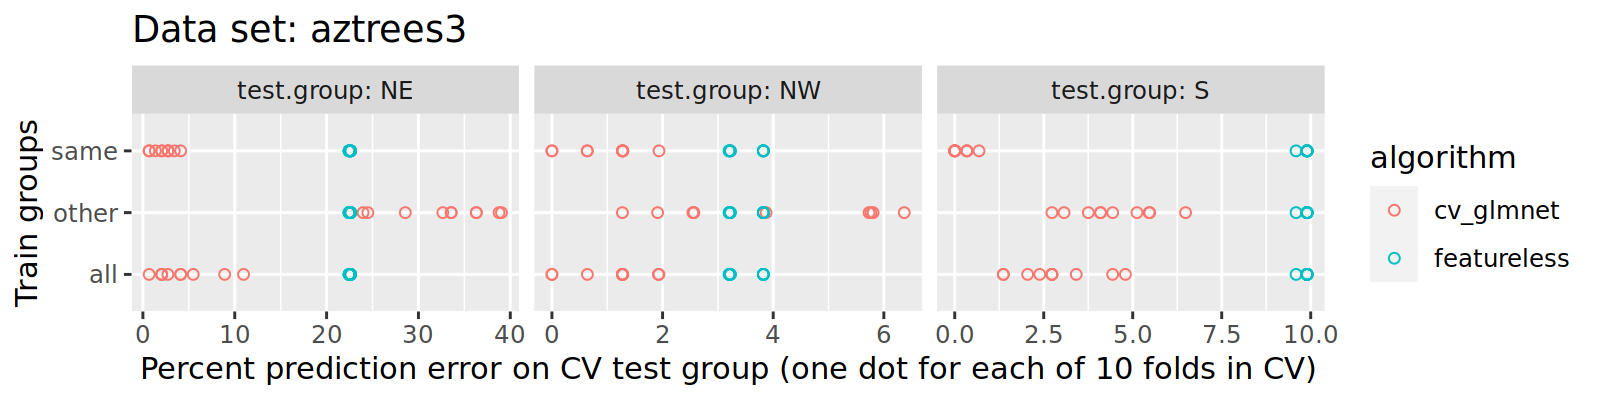 Data set: aztrees3
test.group: NE
test.group: NW
test.group: S
Train groups
same
other
all
0 10 20 30 40
0 2 4 6
0.0 2.5 5.0 7.5 10.0
Percent prediction error on CV test group (one dot for each of 10 folds in CV)
algorithm
cv_glmnet
featureless